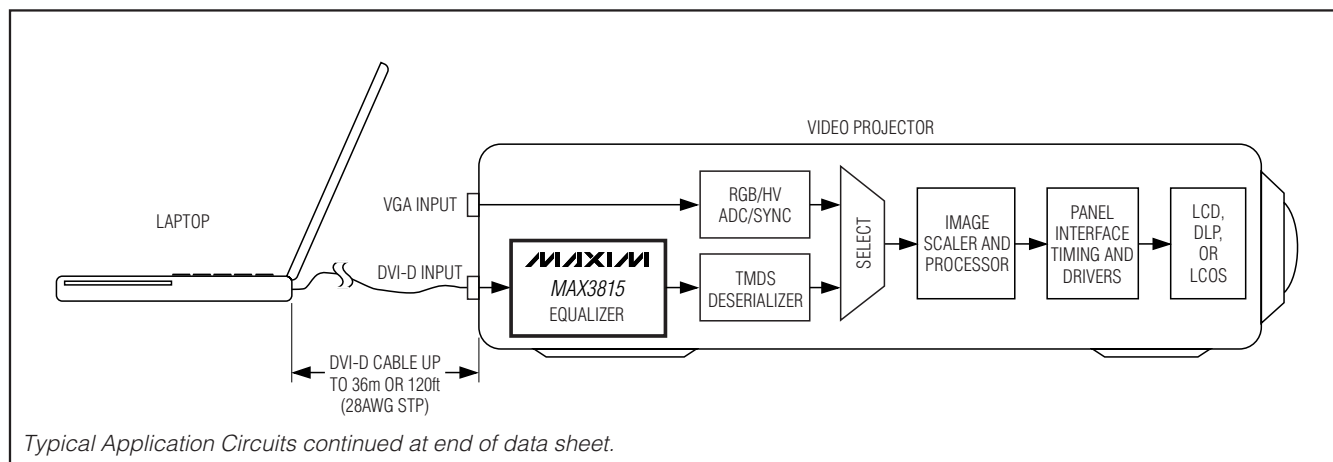 VIDEO PROJECTOR
LAPTOP
VGA INPUT
RGB/HV
ADC/SYNC
SELECT
IMAGE
SCALER AND
PROCESSOR
PANEL
INTERFACE
TIMING AND
DRIVERS
LCD,
DLP,
OR
LCOS
DVI-D INPUT
MAXIM
MAX3815
EQUALIZER
TMDS
DESERIALIZER
DVI-D CABLE UP
TO 36m OR 120ft
(28AWG STP)
Typical Application Circuits continued at end of data sheet.